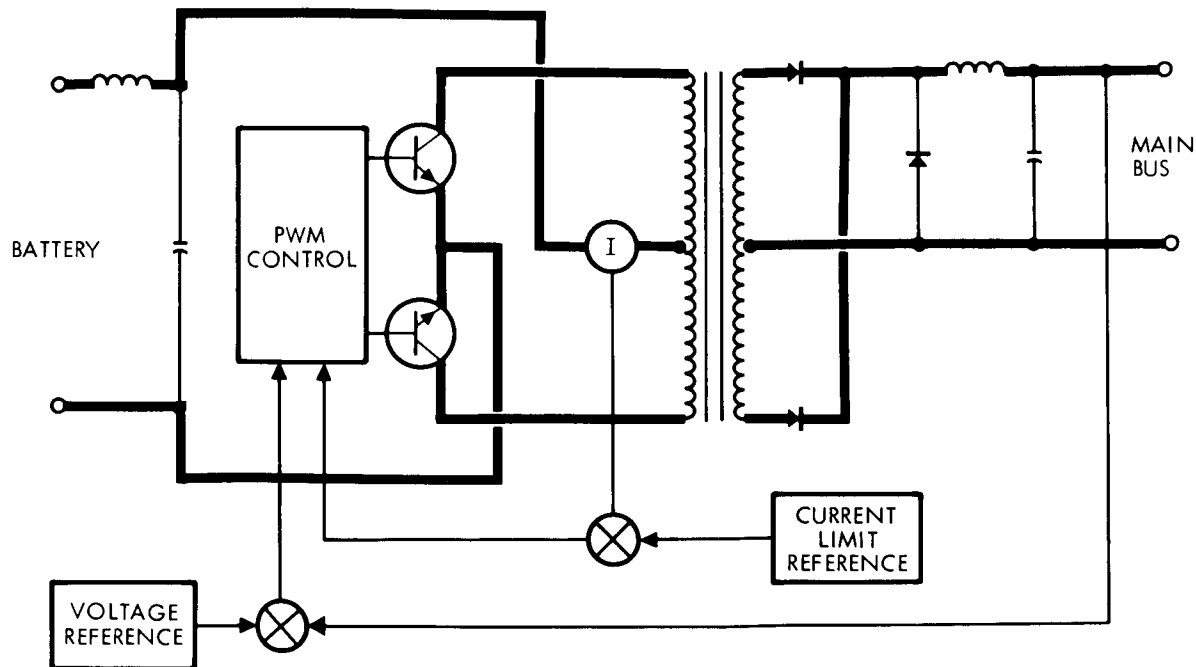 BATTERY
PWM
CONTROL
I
MAIN
BUS
CURRENT
LIMIT
REFERENCE
VOLTAGE
REFERENCE